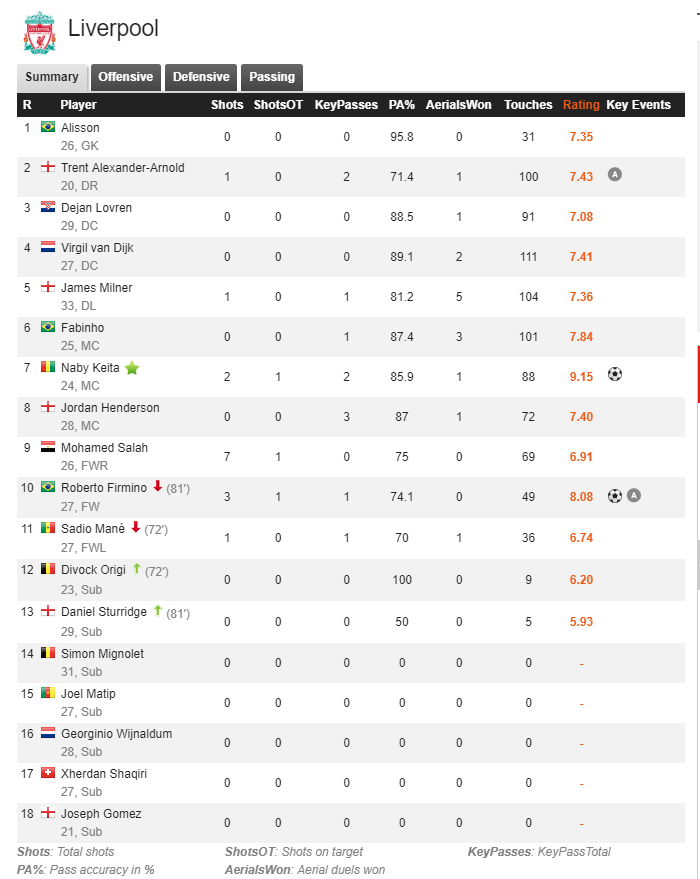 Liverpool
Summary Offensive Defensive Passing
R Player Shots ShotsOT KeyPasses PA% AerialsWon Touches Rating Key Events
1 Alisson 0 0 0 95.8 0 31 7.35
26, GK
2 Trent Alexander-Arnold 1 0 2 71.4 1 100 7.43 A
20, DR
3 Dejan Lovren 0 0 0 88.5 1 91 7.08
29, DC
4 Virgil van Dijk 0 0 0 89.1 2 111 7.41
27, DC
5 James Milner 1 0 1 81.2 5 104 7.36
33, DL
6 Fabinho 0 0 1 87.4 3 101 7.84
25, MC
7 Naby Keita 2 1 2 85.9 1 88 9.15
24, MC
8 Jordan Henderson 0 0 3 87 1 72 7.40
28, MC
9 Mohamed Salah 7 1 0 75 0 69 6.91
26, FWR
10 Roberto Firmino (81′) 3 1 1 74.1 0 49 8.08 A
27, FW
11 Sadio Mané (72′) 1 0 1 70 1 36 6.74
27, FWL
12 Divock Origi (72′) 0 0 0 100 0 9 6.20
23, Sub
13 Daniel Sturridge (81′) 0 0 0 50 0 5 5.93
29, Sub
14 Simon Mignolet 0 0 0 0 0 0 -
31, Sub
15 Joel Matip 0 0 0 0 0 0 -
27, Sub
16 Georginio Wijnaldum 0 0 0 0 0 0 -
28, Sub
17 Xherdan Shaqiri 0 0 0 0 0 0 -
27, Sub
18 Joseph Gomez 0 0 0 0 0 0 -
21, Sub
Shots: Total shots ShotsOT: Shots on target KeyPasses: KeyPassTotal
PA%: Pass accuracy in % AerialsWon: Aerial duels won